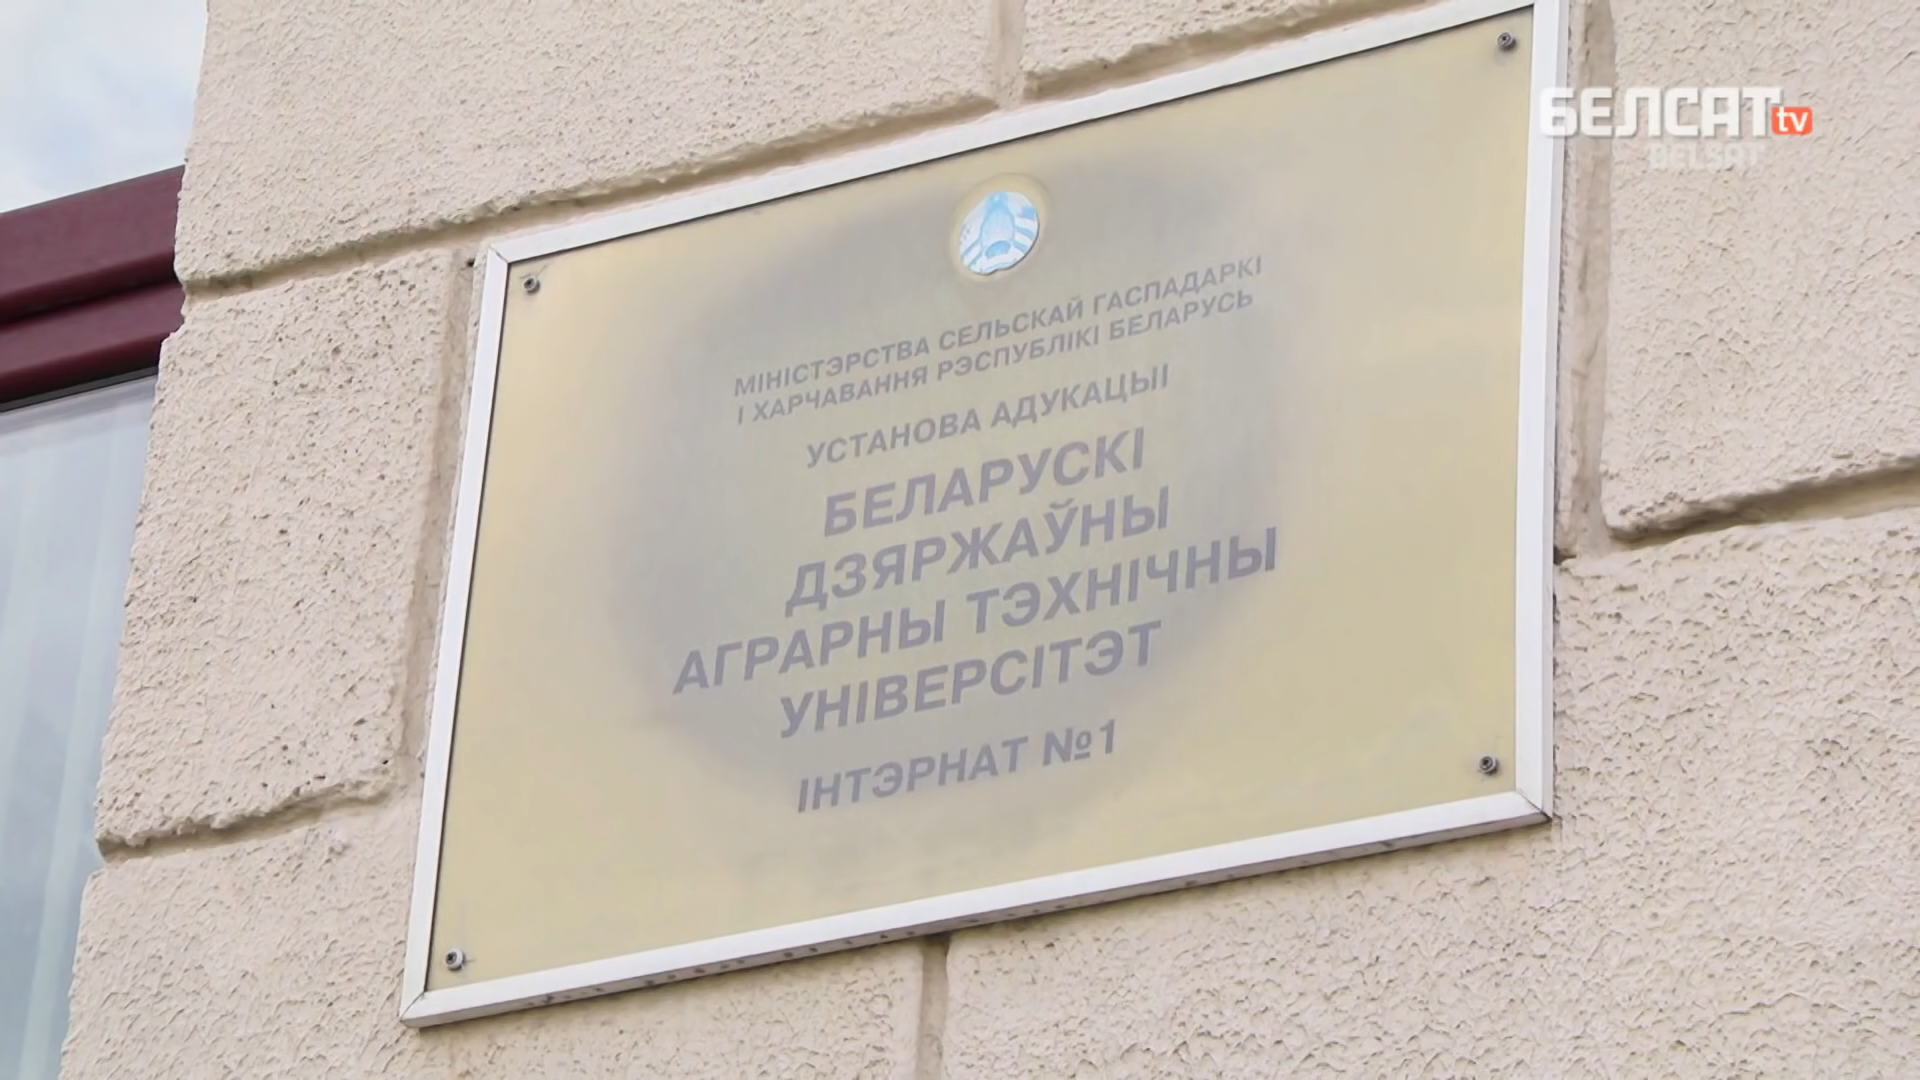 БЕЛСАТ tv
BELSAT
МІНІСТЭРСТВА СЕЛЬСКАЙ ГАСПАДАРКІ
І ХАРЧАВАННЯ РЭСПУБЛІКІ БЕЛАРУСЬ
УСТАНОВА АДУКАЦЫІ
БЕЛАРУСКІ
ДЗЯРЖАЎНЫ
АГРАРНЫ ТЭХНІЧНЫ
УНІВЕРСІТЭТ
ІНТЭРНАТ №1